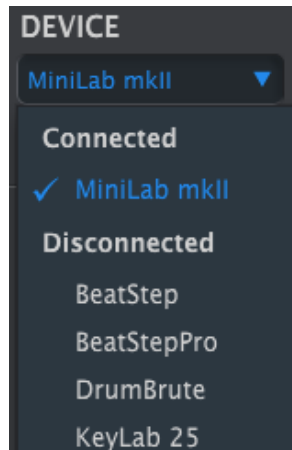 DEVICE
MiniLab mkII
Connected
MiniLab mkII
Disconnected
BeatStep
BeatStepPro
DrumBrute
KeyLab 25